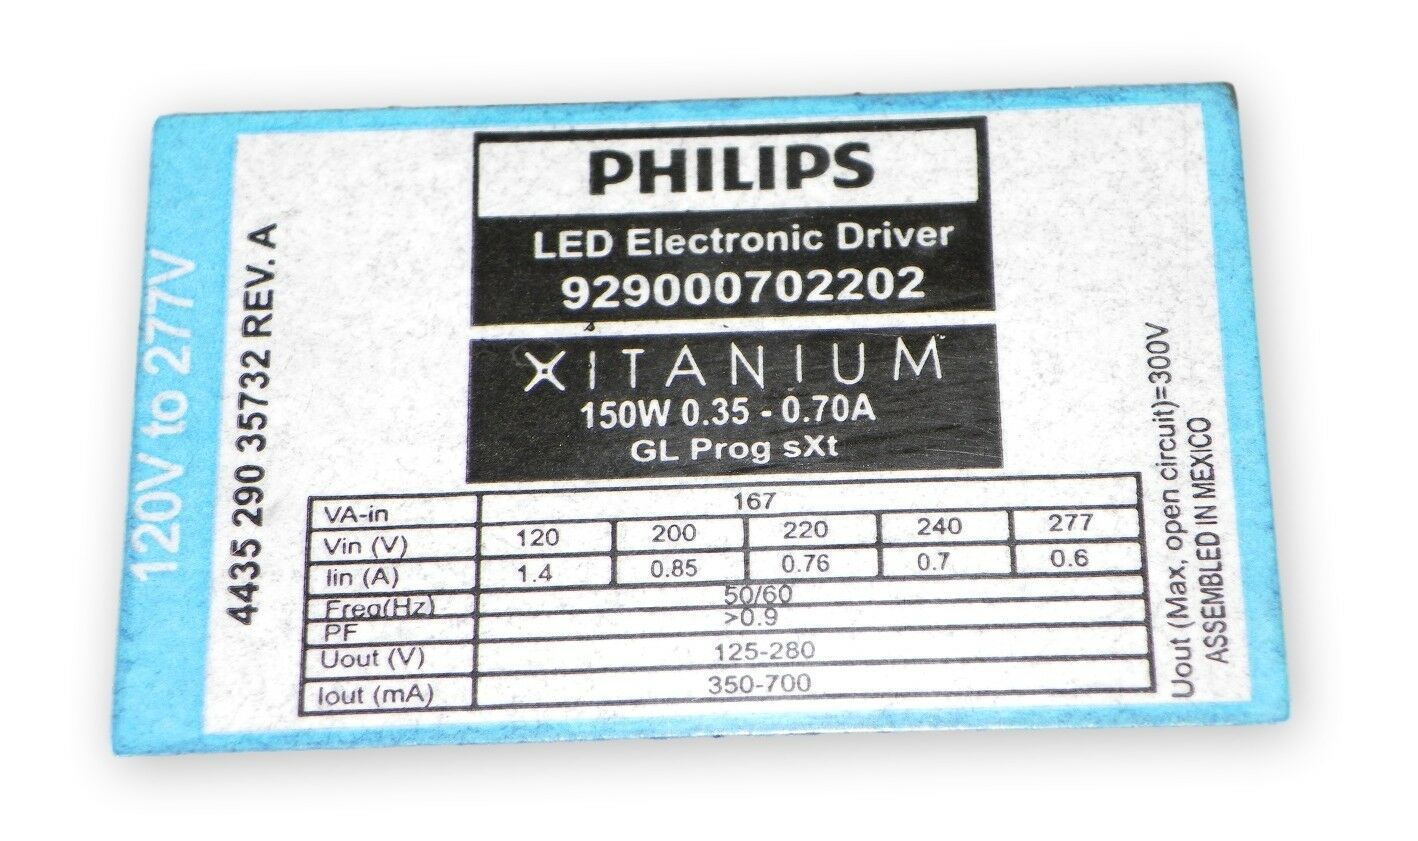 120V to 277V
4435 290 35732 REV. A
PHILIPS
LED Electronic Driver
929000702202
XITANIUM
150W 0.35 - 0.70A
GL Prog sXt
VA-in 167
Vin (V) 120 200 220 240 277
Iin (A) 1.4 0.85 0.76 0.7 0.6
Freq(Hz) 50/60
PF >0.9
Uout (V) 125-280
Iout (mA) 350-700
Uout (Max, open circuit)=300V
ASSEMBLED IN MEXICO